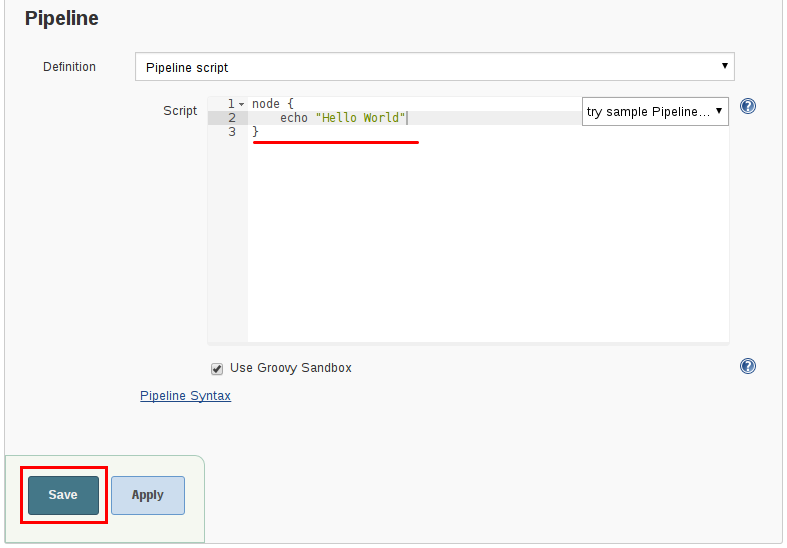 Pipeline
Definition
Pipeline script
Script
1 node {
try sample Pipeline...
2     echo "Hello World"
3 }
Use Groovy Sandbox
Pipeline Syntax
Save
Apply